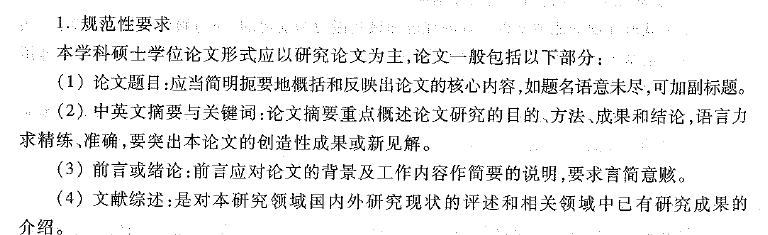 1. 规范性要求
本学科硕士学位论文形式应以研究论文为主,论文一般包括以下部分:
(1) 论文题目:应当简明扼要地概括和反映出论文的核心内容,如题名语意未尽,可加副标题。
(2) 中英文摘要与关键词:论文摘要重点概述论文研究的目的、方法、成果和结论,语言力
求精练、准确,要突出本论文的创造性成果或新见解。
(3) 前言或绪论:前言应对论文的背景及工作内容作简要的说明,要求言简意赅。
(4) 文献综述:是对本研究领域国内外研究现状的评述和相关领域中已有研究成果的
介绍。